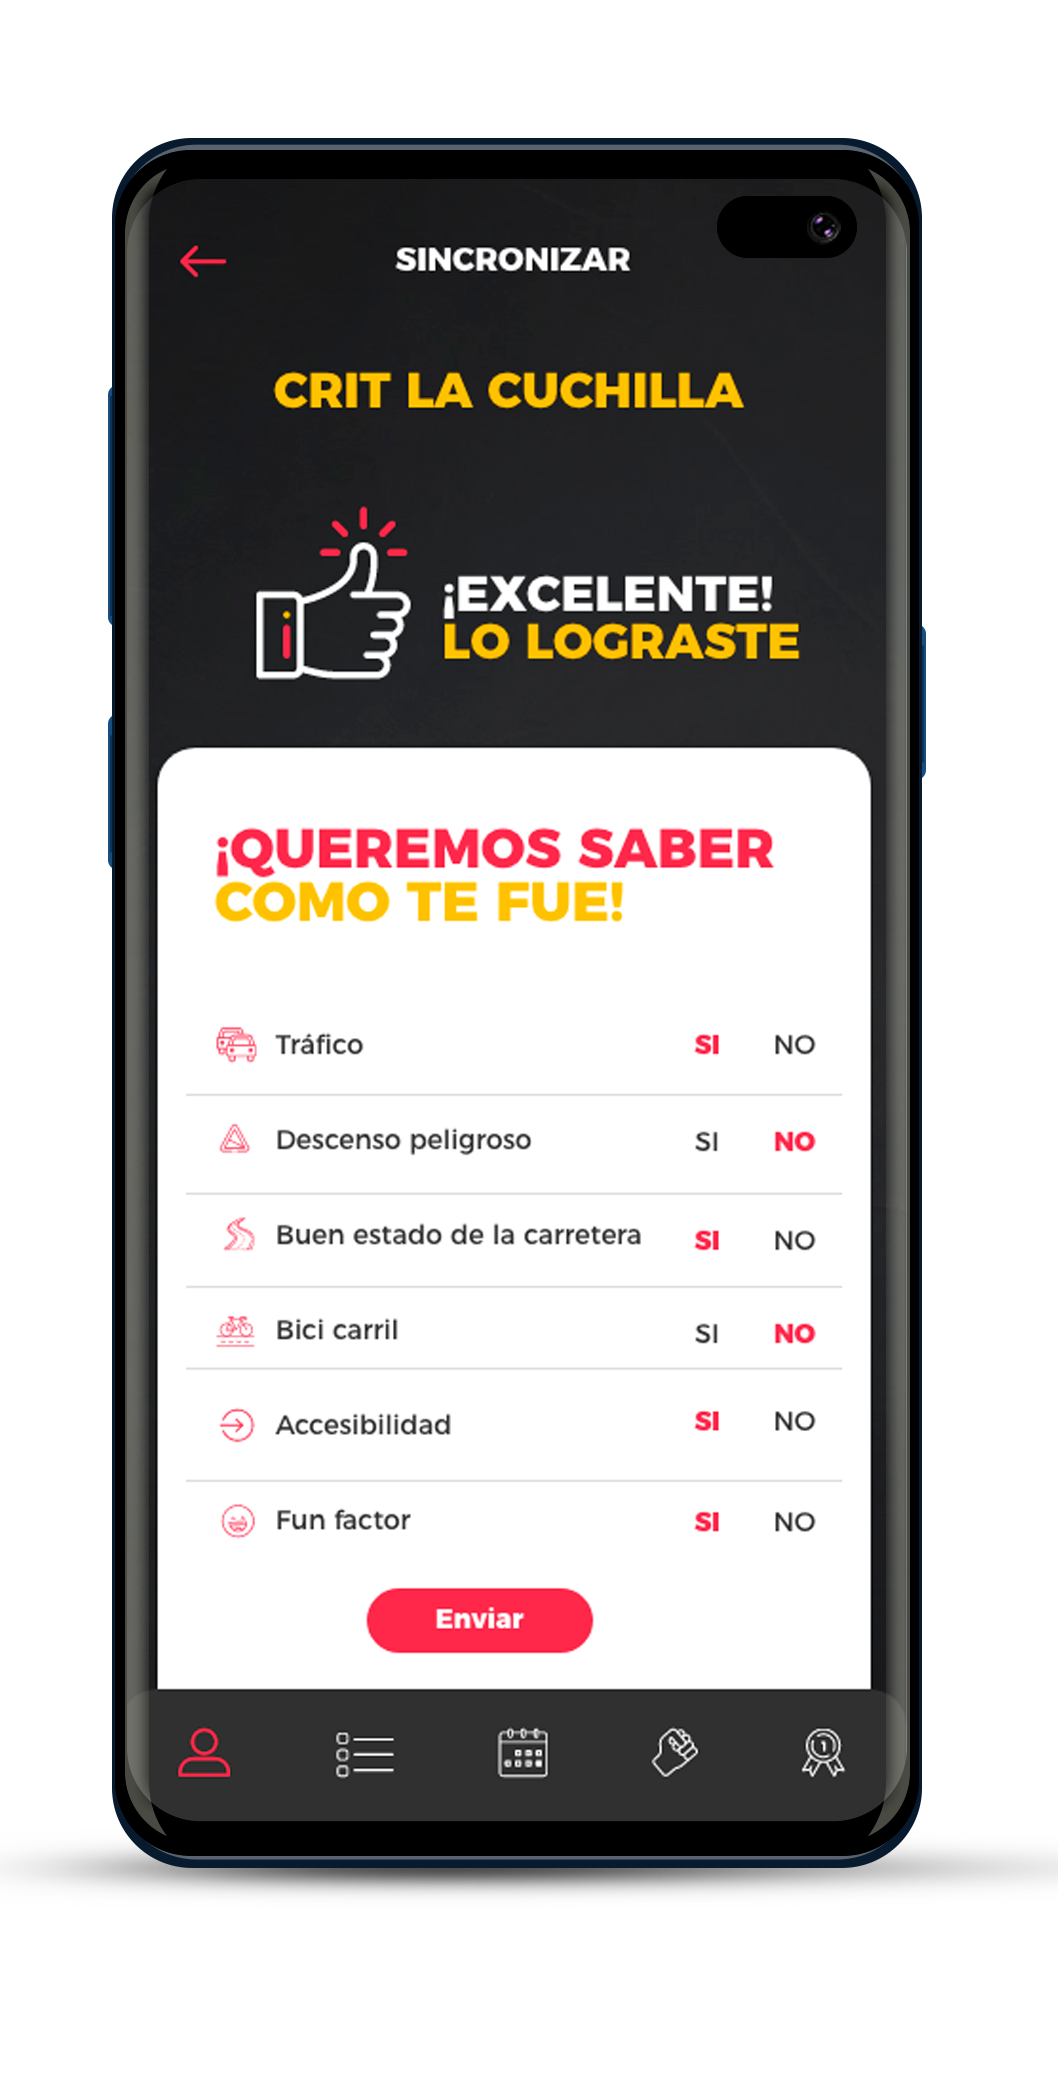 SINCRONIZAR
CRIT LA CUCHILLA
¡EXCELENTE!
LO LOGRASTE
¡QUEREMOS SABER
COMO TE FUE!
Tráfico SI NO
Descenso peligroso SI NO
Buen estado de la carretera SI NO
Bici carril SI NO
Accesibilidad SI NO
Fun factor SI NO
Enviar
1